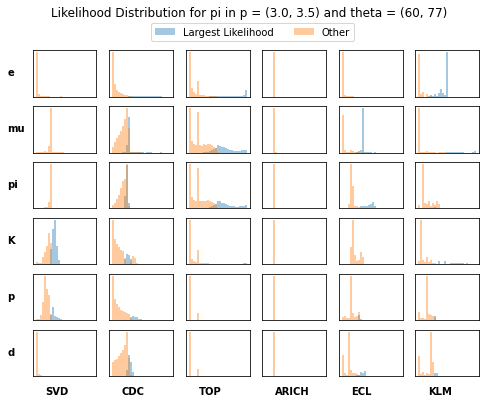 Likelihood Distribution for pi in p = (3.0, 3.5) and theta = (60, 77)
Largest Likelihood Other
e
mu
pi
K
p
d
SVD CDC TOP ARICH ECL KLM